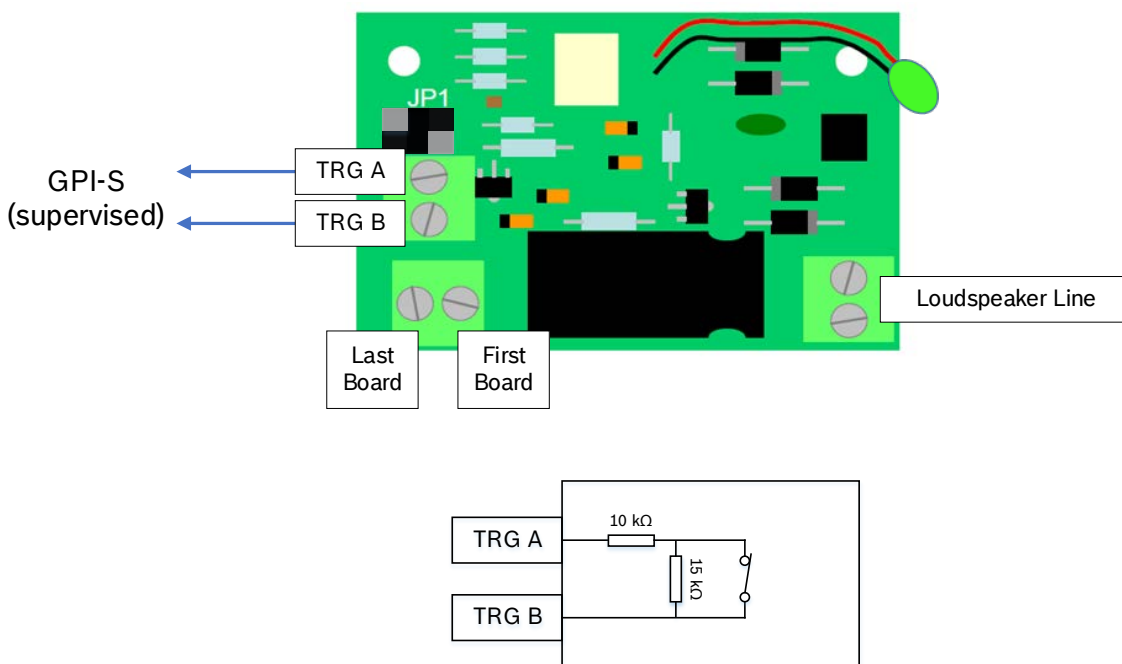 JP1
GPI-S
(supervised)
TRG A
TRG B
Loudspeaker Line
Last
Board
First
Board
TRG A
10 kΩ
15 kΩ
TRG B